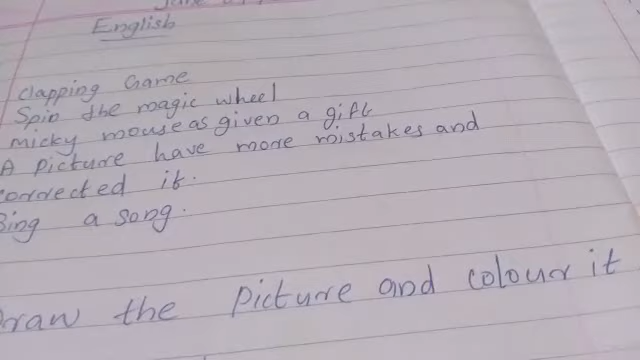 English
clapping Game
Spin the magic wheel
micky mouse as given a gift
A picture have more mistakes and
corrected it.
Sing a song.
Draw the picture and colour it